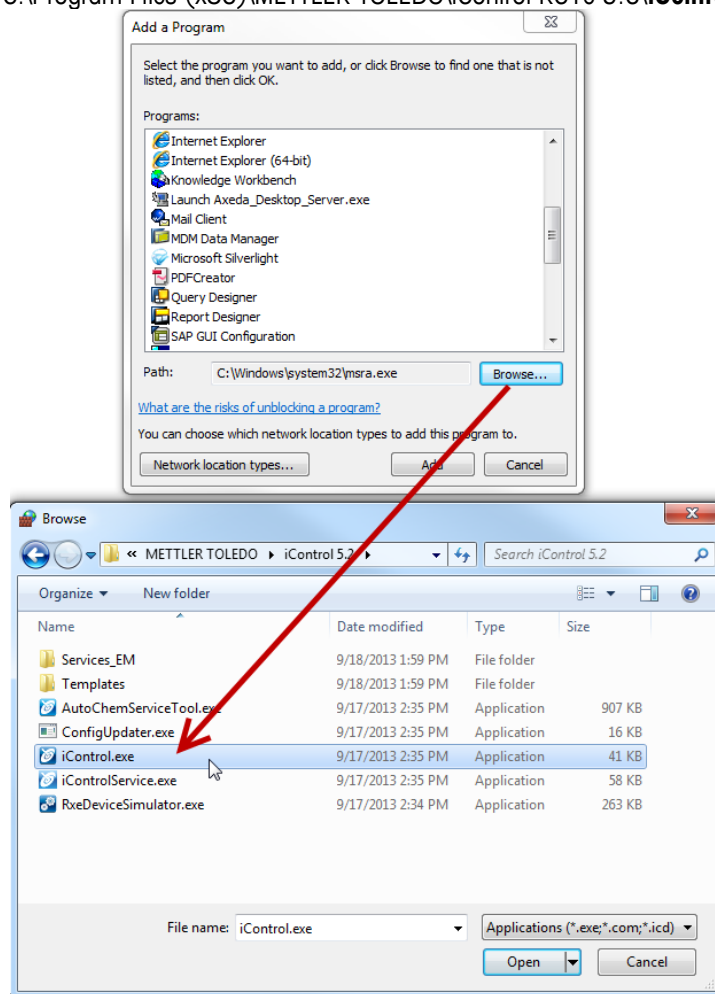 Add a Program
Select the program you want to add, or click Browse to find one that is not
listed, and then click OK.
Programs:
Internet Explorer
Internet Explorer (64-bit)
Knowledge Workbench
Launch Axeda_Desktop_Server.exe
Mail Client
MDM Data Manager
Microsoft Silverlight
PDFCreator
Query Designer
Report Designer
SAP GUI Configuration
Path: C:\Windows\system32\msra.exe Browse...
What are the risks of unblocking a program?
You can choose which network location types to add this program to.
Network location types... Add Cancel
Browse
« METTLER TOLEDO iControl 5.2 Search iControl 5.2
Organize New folder
Name Date modified Type Size
Services_EM 9/18/2013 1:59 PM File folder
Templates 9/18/2013 1:59 PM File folder
AutoChemServiceTool.exe 9/17/2013 2:35 PM Application 907 KB
ConfigUpdater.exe 9/17/2013 2:35 PM Application 16 KB
iControl.exe 9/17/2013 2:35 PM Application 41 KB
iControlService.exe 9/17/2013 2:35 PM Application 58 KB
RxeDeviceSimulator.exe 9/17/2013 2:34 PM Application 263 KB
File name: iControl.exe Applications (*.exe;*.com;*.icd)
Open Cancel